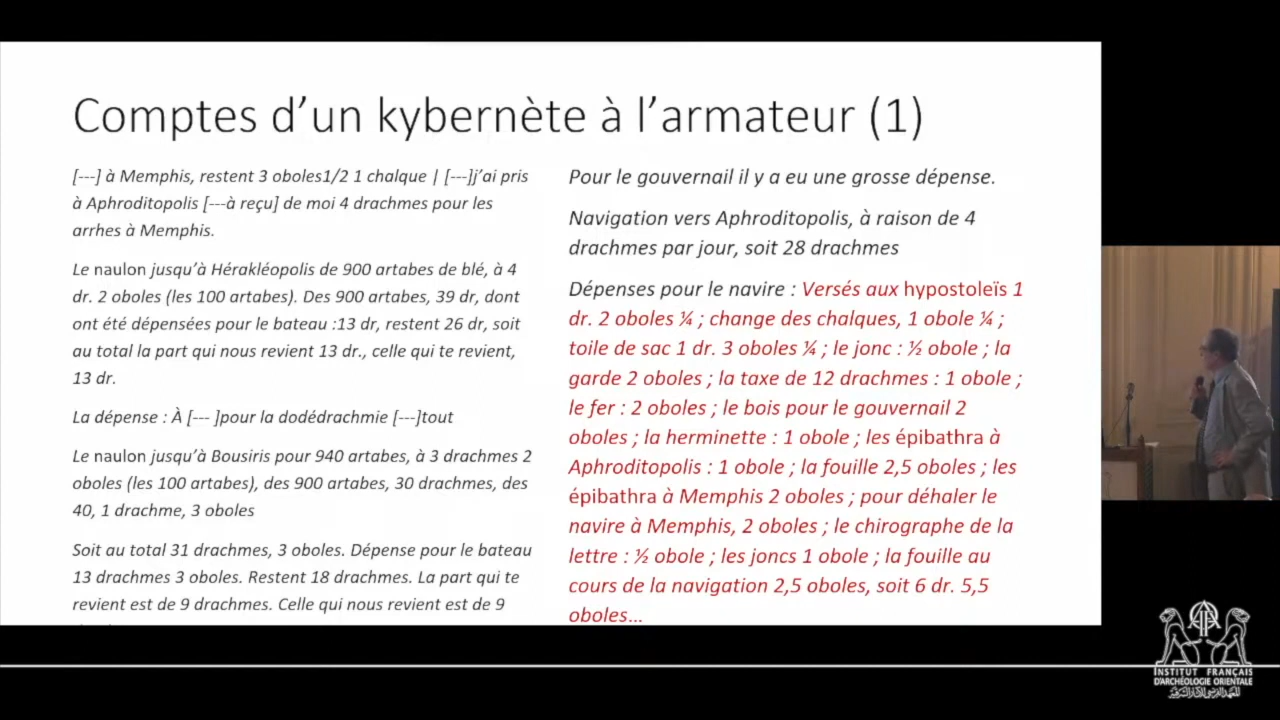 Comptes d’un kybernète à l’armateur (1)
[---] à Memphis, restent 3 oboles1/2 1 chalque | [---]j’ai pris
à Aphroditopolis [---à reçu] de moi 4 drachmes pour les
arrhes à Memphis.
Le naulon jusqu’à Hérakléopolis de 900 artabes de blé, à 4
dr. 2 oboles (les 100 artabes). Des 900 artabes, 39 dr, dont
ont été dépensées pour le bateau :13 dr, restent 26 dr, soit
au total la part qui nous revient 13 dr., celle qui te revient,
13 dr.
La dépense : À [--- ]pour la dodédrachmie [---]tout
Le naulon jusqu’à Bousiris pour 940 artabes, à 3 drachmes 2
oboles (les 100 artabes), des 900 artabes, 30 drachmes, des
40, 1 drachme, 3 oboles
Soit au total 31 drachmes, 3 oboles. Dépense pour le bateau
13 drachmes 3 oboles. Restent 18 drachmes. La part qui te
revient est de 9 drachmes. Celle qui nous revient est de 9
Pour le gouvernail il y a eu une grosse dépense.
Navigation vers Aphroditopolis, à raison de 4
drachmes par jour, soit 28 drachmes
Dépenses pour le navire : Versés aux hypostoleïs 1
dr. 2 oboles ¼ ; change des chalques, 1 obole ¼ ;
toile de sac 1 dr. 3 oboles ¼ ; le jonc : ½ obole ; la
garde 2 oboles ; la taxe de 12 drachmes : 1 obole ;
le fer : 2 oboles ; le bois pour le gouvernail 2
oboles ; la herminette : 1 obole ; les épibathra à
Aphroditopolis : 1 obole ; la fouille 2,5 oboles ; les
épibathra à Memphis 2 oboles ; pour déhaler le
navire à Memphis, 2 oboles ; le chirographe de la
lettre : ½ obole ; les joncs 1 obole ; la fouille au
cours de la navigation 2,5 oboles, soit 6 dr. 5,5
oboles…
INSTITUT FRANÇAIS
D'ARCHÉOLOGIE ORIENTALE